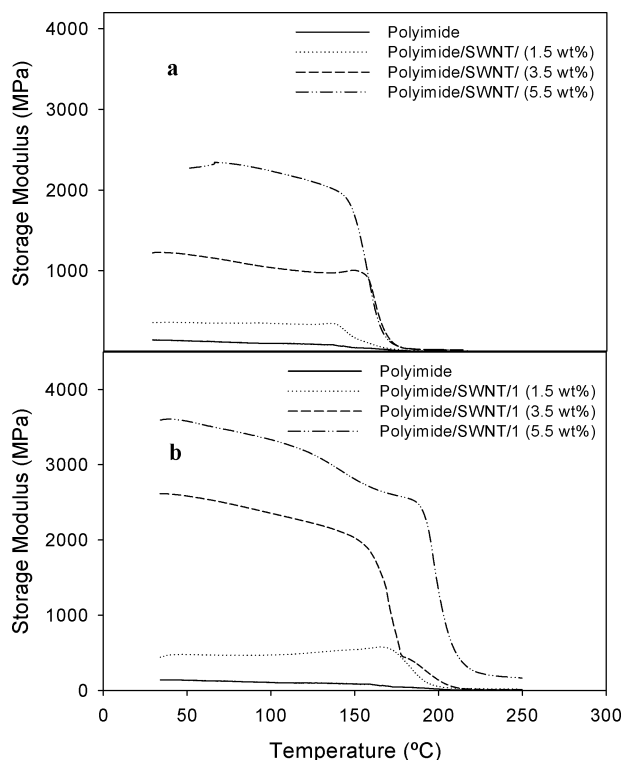 Polyimide
Polyimide/SWNT/ (1.5 wt%)
Polyimide/SWNT/ (3.5 wt%)
Polyimide/SWNT/ (5.5 wt%)
a
Storage Modulus (MPa)
4000
3000
2000
1000
Polyimide
Polyimide/SWNT/1 (1.5 wt%)
Polyimide/SWNT/1 (3.5 wt%)
Polyimide/SWNT/1 (5.5 wt%)
b
Storage Modulus (MPa)
4000
3000
2000
1000
0
0 50 100 150 200 250 300
Temperature (ºC)